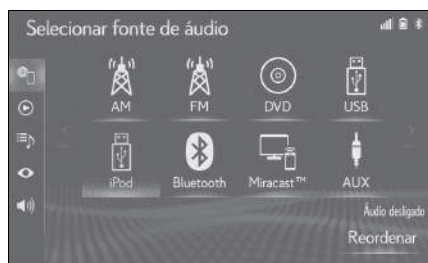 Selecionar fonte de áudio
AM FM DVD USB
iPod Bluetooth Miracast™ AUX
Áudio desligado
Reordenar